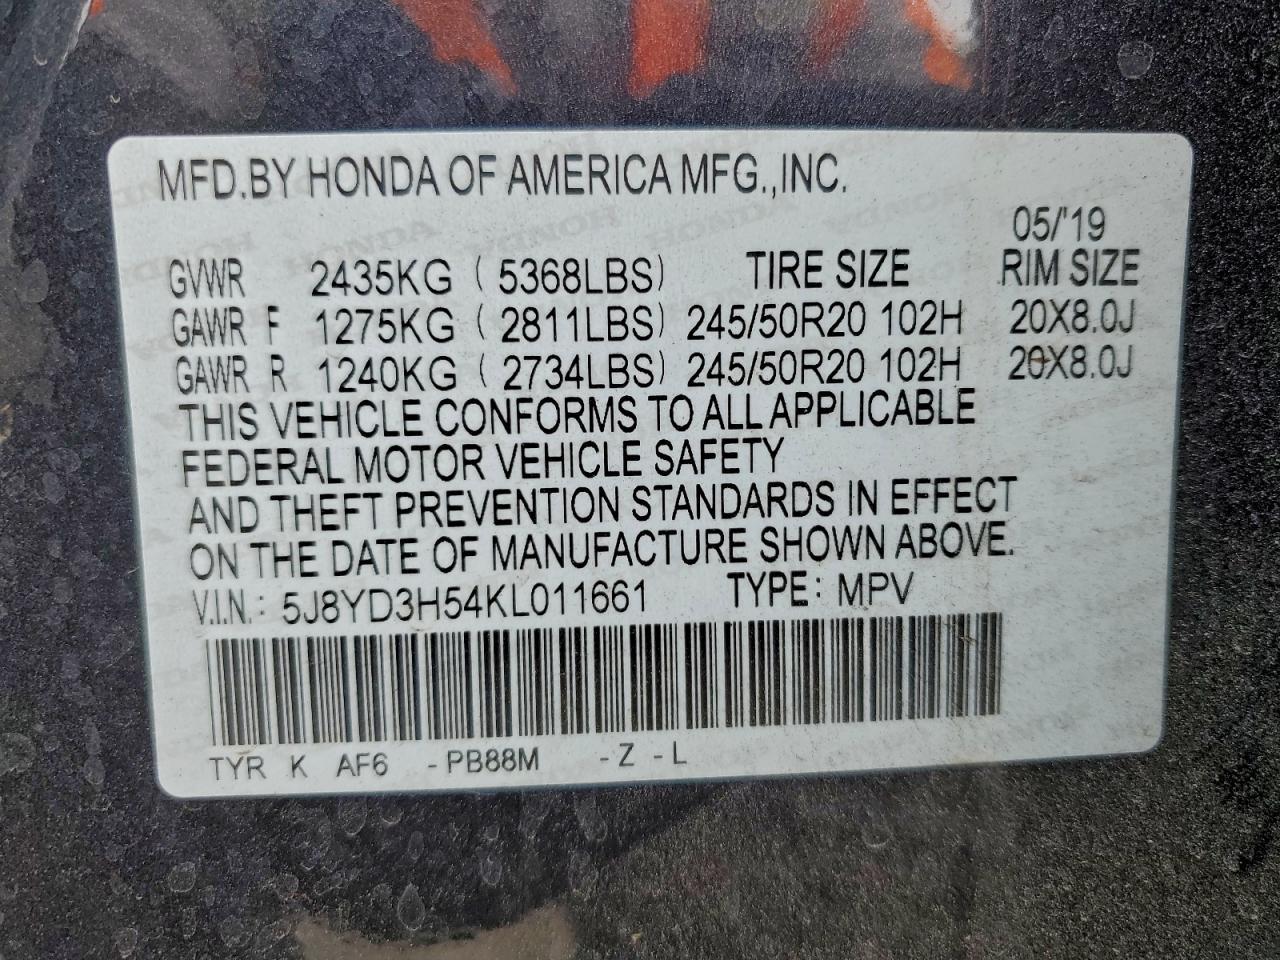 MFD.BY HONDA OF AMERICA MFG.,INC.
05/'19
GVWR 2435KG ( 5368LBS) TIRE SIZE RIM SIZE
GAWR F 1275KG ( 2811LBS) 245/50R20 102H 20X8.0J
GAWR R 1240KG ( 2734LBS) 245/50R20 102H 20X8.0J
THIS VEHICLE CONFORMS TO ALL APPLICABLE
FEDERAL MOTOR VEHICLE SAFETY
AND THEFT PREVENTION STANDARDS IN EFFECT
ON THE DATE OF MANUFACTURE SHOWN ABOVE.
V.I.N.: 5J8YD3H54KL011661 TYPE: MPV
TYR K AF6 -PB88M -Z -L